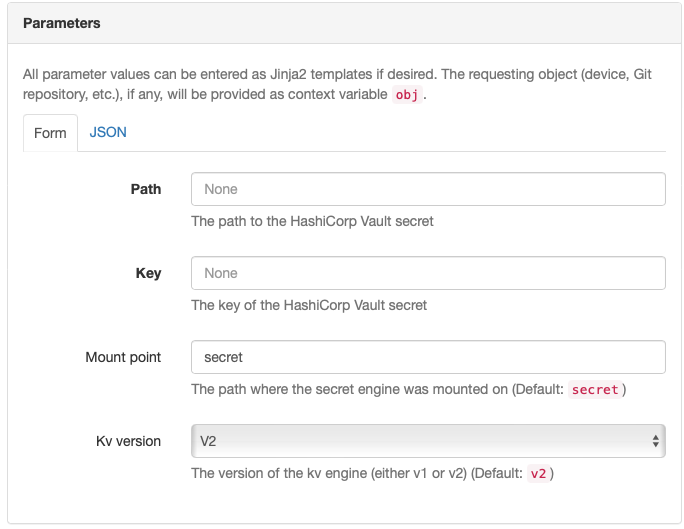 Parameters
All parameter values can be entered as Jinja2 templates if desired. The requesting object (device, Git
repository, etc.), if any, will be provided as context variable obj.
Form JSON
Path None
The path to the HashiCorp Vault secret
Key None
The key of the HashiCorp Vault secret
Mount point secret
The path where the secret engine was mounted on (Default: secret)
Kv version V2
The version of the kv engine (either v1 or v2) (Default: v2)